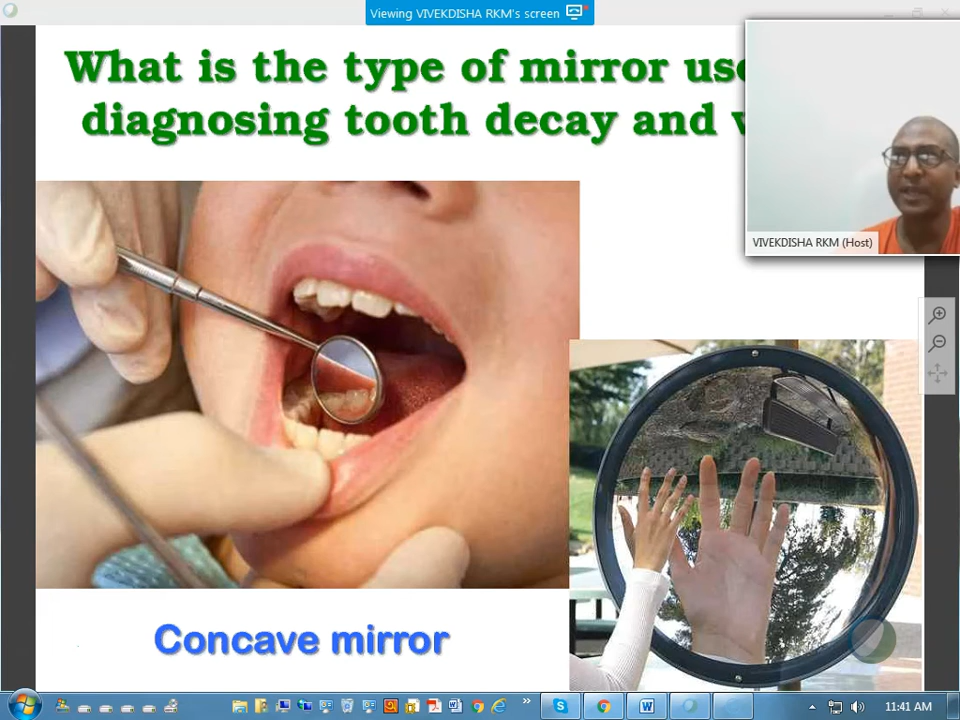 Viewing VIVEKDISHA RKM's screen
What is the type of mirror
diagnosing tooth decay and
VIVEKDISHA RKM (Host)
Concave mirror
11:41 AM